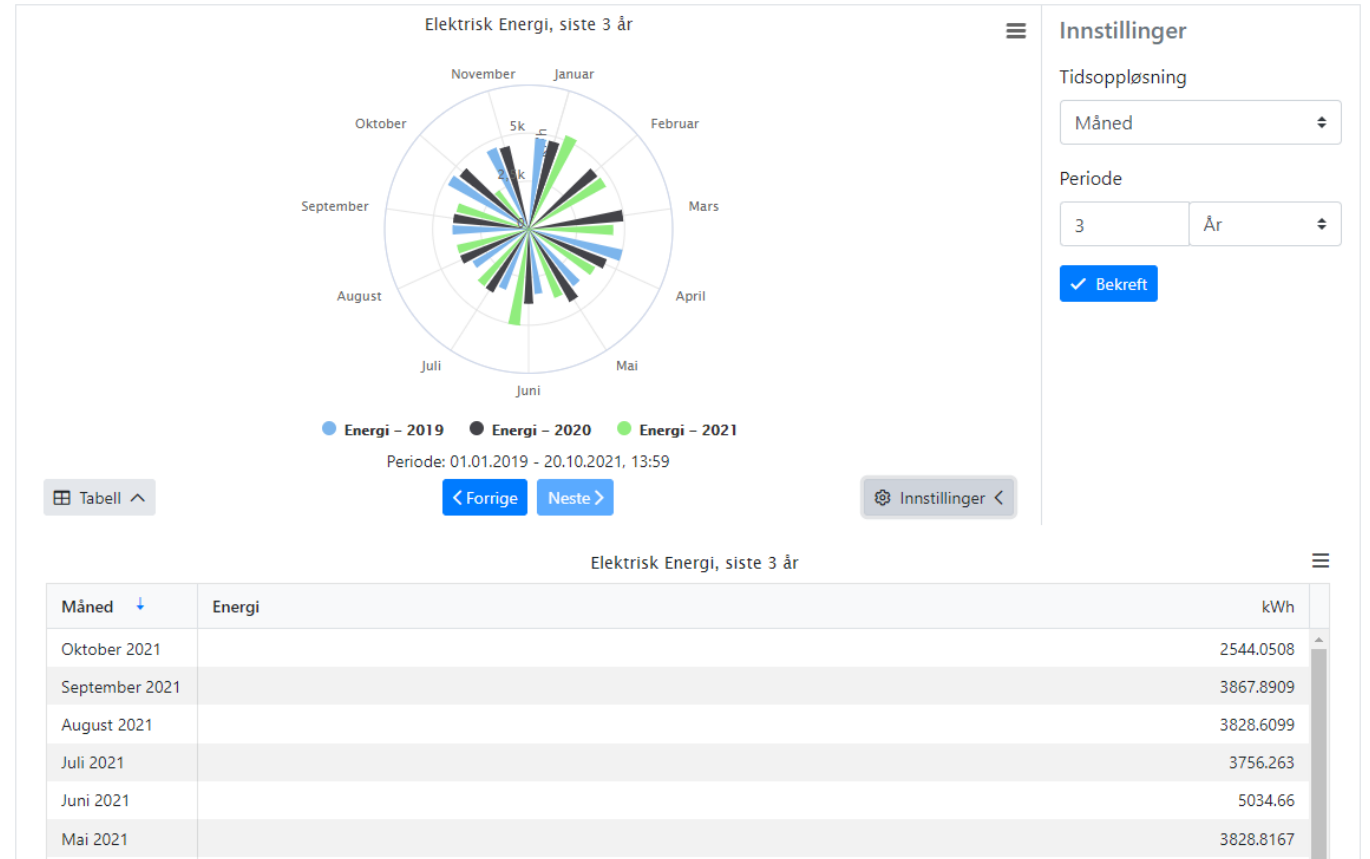 Elektrisk Energi, siste 3 år
November
Januar
Oktober
Februar
5k
2,5k
0
September
Mars
August
April
Juli
Mai
Juni
Energi – 2019 Energi – 2020 Energi – 2021
Periode: 01.01.2019 - 20.10.2021, 13:59
Tabell
Forrige
Neste
Innstillinger
Innstillinger
Tidsoppløsning
Måned
Periode
3
År
Bekreft
Elektrisk Energi, siste 3 år
Måned Energi kWh
Oktober 2021 2544.0508
September 2021 3867.8909
August 2021 3828.6099
Juli 2021 3756.263
Juni 2021 5034.66
Mai 2021 3828.8167